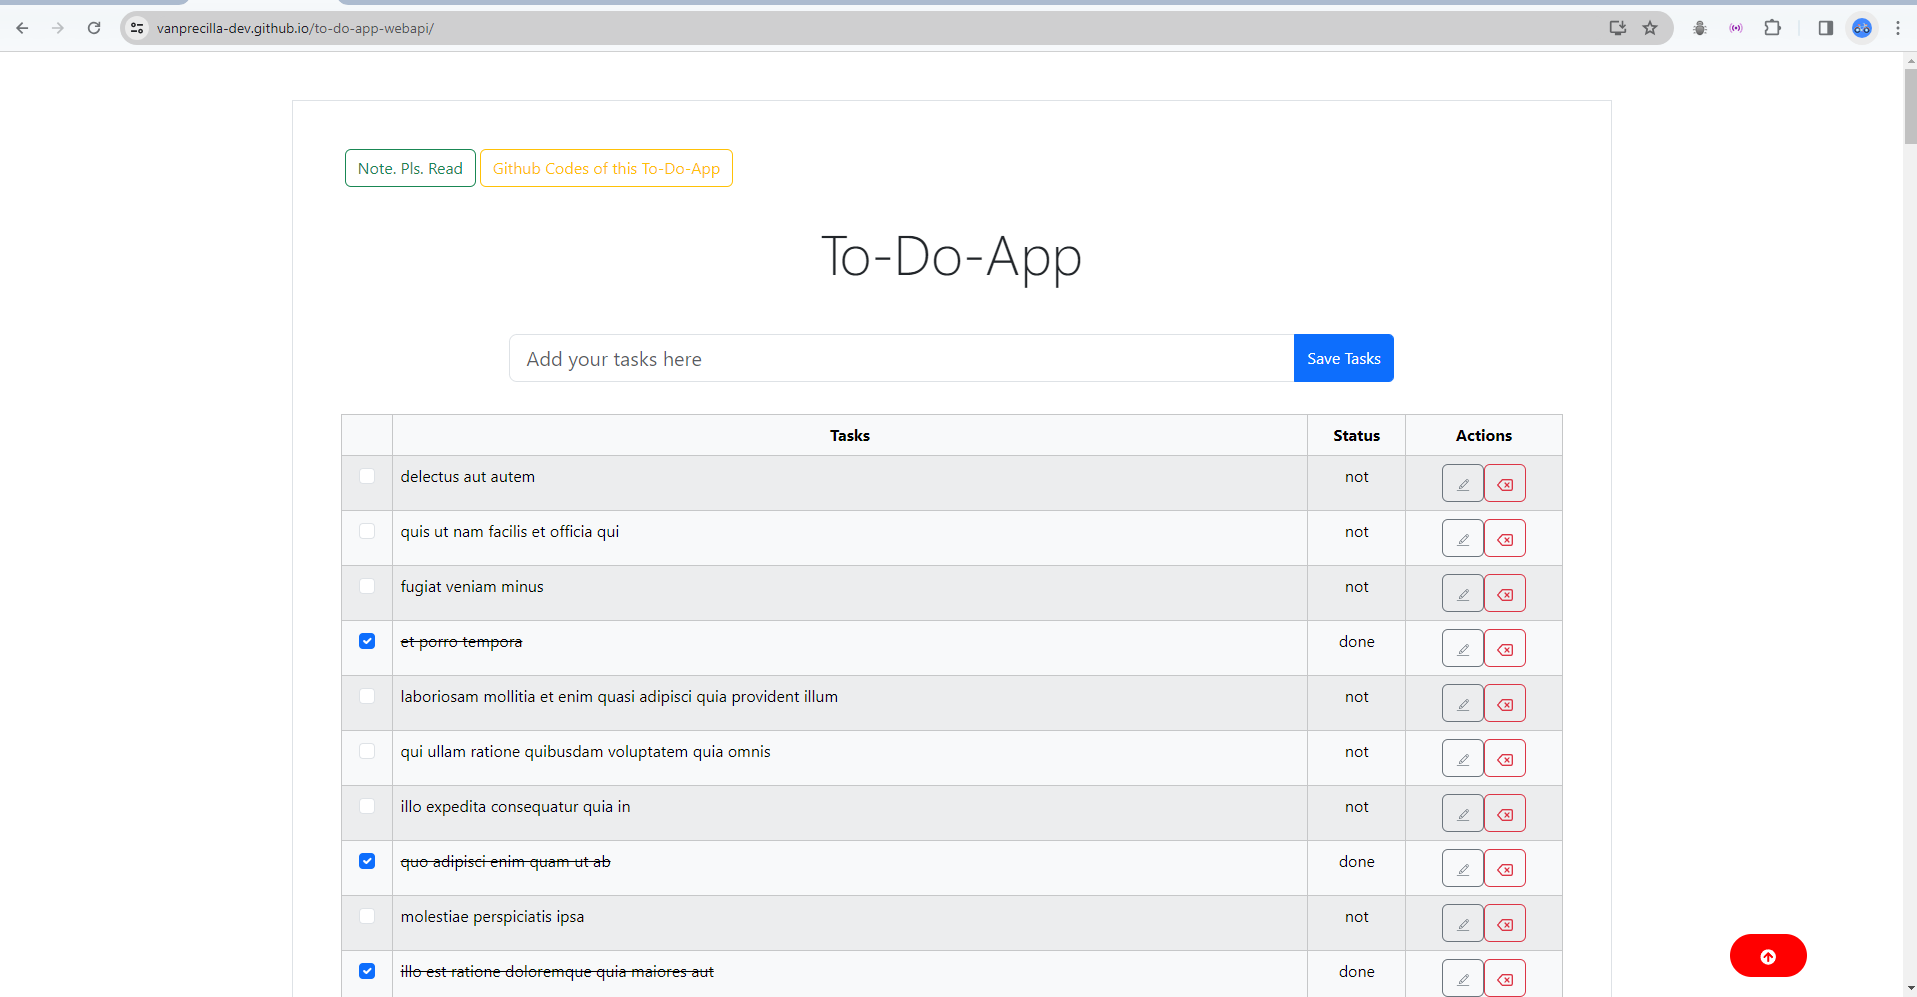 vanprecilla-dev.github.io/to-do-app-webapi/
Note. Pls. Read Github Codes of this To-Do-App
To-Do-App
Add your tasks here Save Tasks
Tasks Status Actions
delectus aut autem not
quis ut nam facilis et officia qui not
fugiat veniam minus not
et porro tempora done
laboriosam mollitia et enim quasi adipisci quia provident illum not
qui ullam ratione quibusdam voluptatem quia omnis not
illo expedita consequatur quia in not
quo adipisci enim quam ut ab done
molestiae perspiciatis ipsa not
illo est ratione doloremque quia maiores aut done